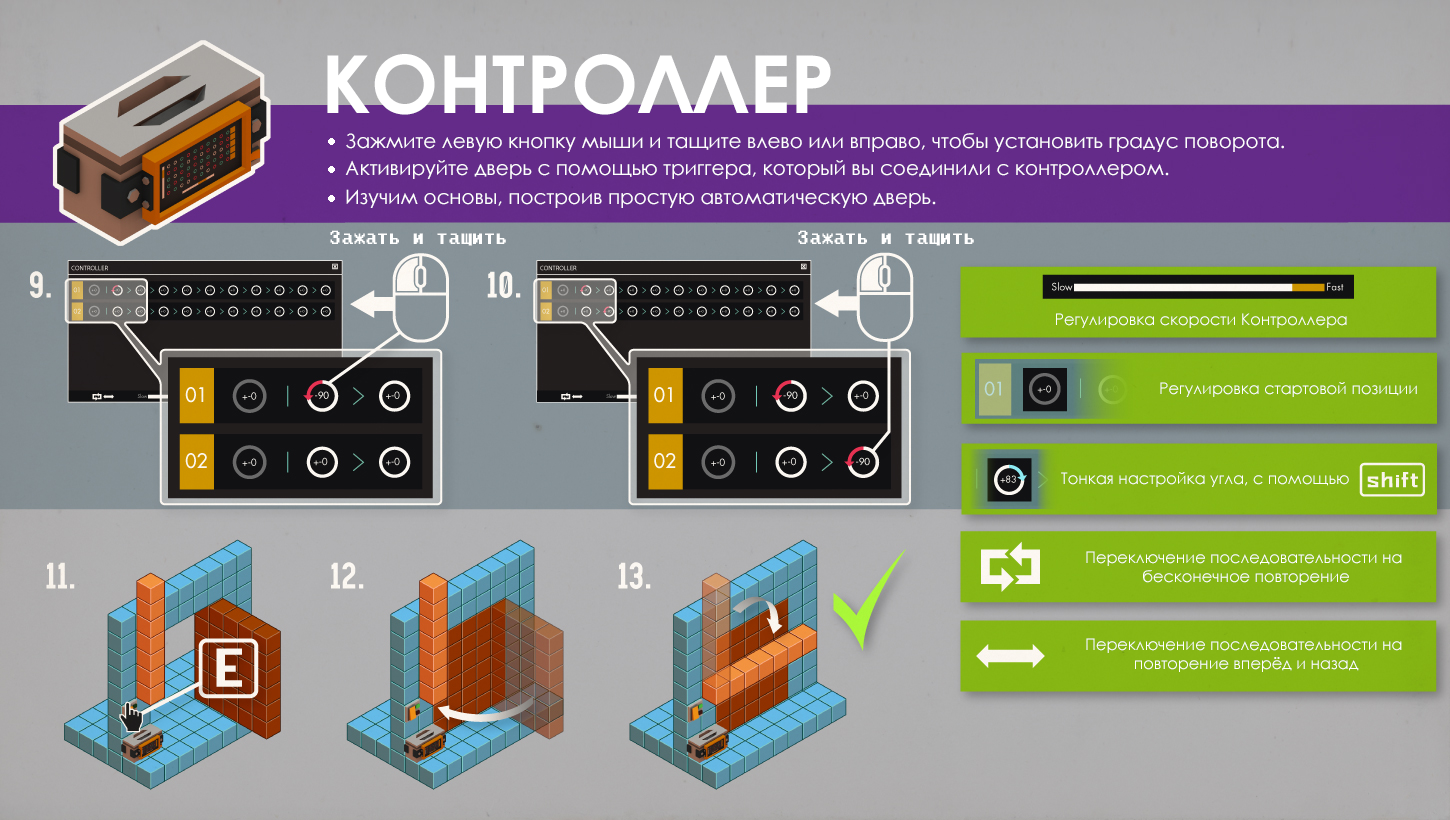 КОНТРОЛЛЕР
• Зажмите левую кнопку мыши и тащите влево или вправо, чтобы установить градус поворота.
• Активируйте дверь с помощью триггера, который вы соединили с контроллером.
• Изучим основы, построив простую автоматическую дверь.
Зажать и тащить
Зажать и тащить
9.
CONTROLLER
01
02
01 +-0 | -90 > +-0
02 +-0 | +-0 > +-0
10.
CONTROLLER
01
02
01 +-0 | -90 > +-0
02 +-0 | +-0 > -90
Slow Fast
Регулировка скорости Контроллера
01 +-0 +-0
Регулировка стартовой позиции
+83
Тонкая настройка угла, с помощью shift
Переключение последовательности на
бесконечное повторение
Переключение последовательности на
повторение вперёд и назад
11.
E
12.
13.